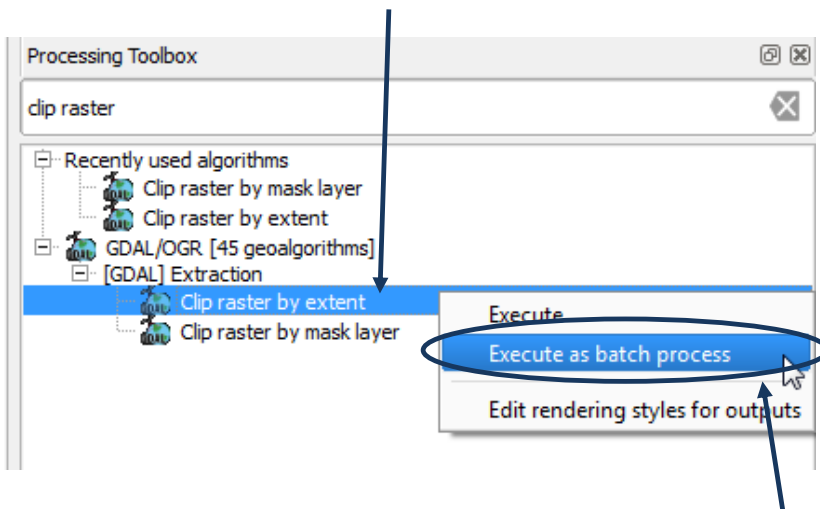 Processing Toolbox
clip raster
Recently used algorithms
Clip raster by mask layer
Clip raster by extent
GDAL/OGR [45 geoalgorithms]
[GDAL] Extraction
Clip raster by extent
Clip raster by mask layer
Execute
Execute as batch process
Edit rendering styles for outputs